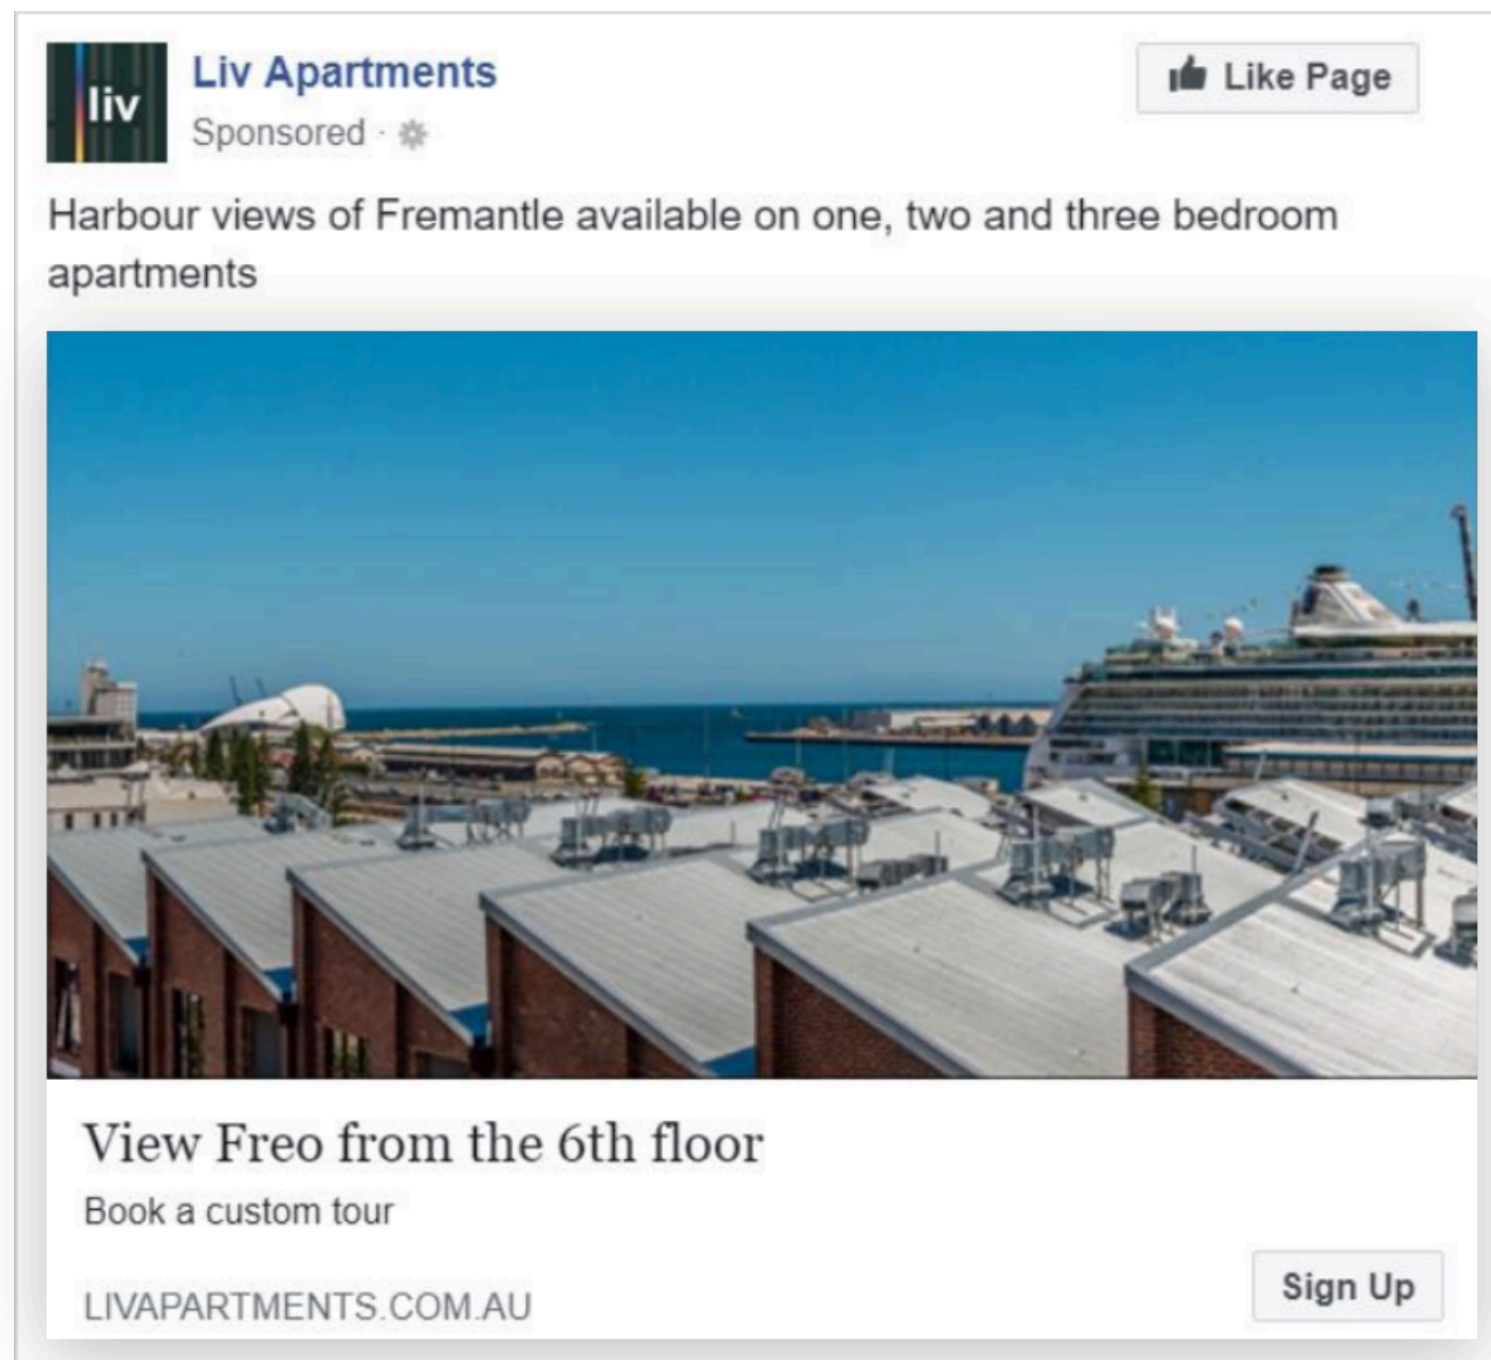 liv
Liv Apartments
Sponsored ·
Like Page
Harbour views of Fremantle available on one, two and three bedroom
apartments
View Freo from the 6th floor
Book a custom tour
LIVAPARTMENTS.COM.AU
Sign Up